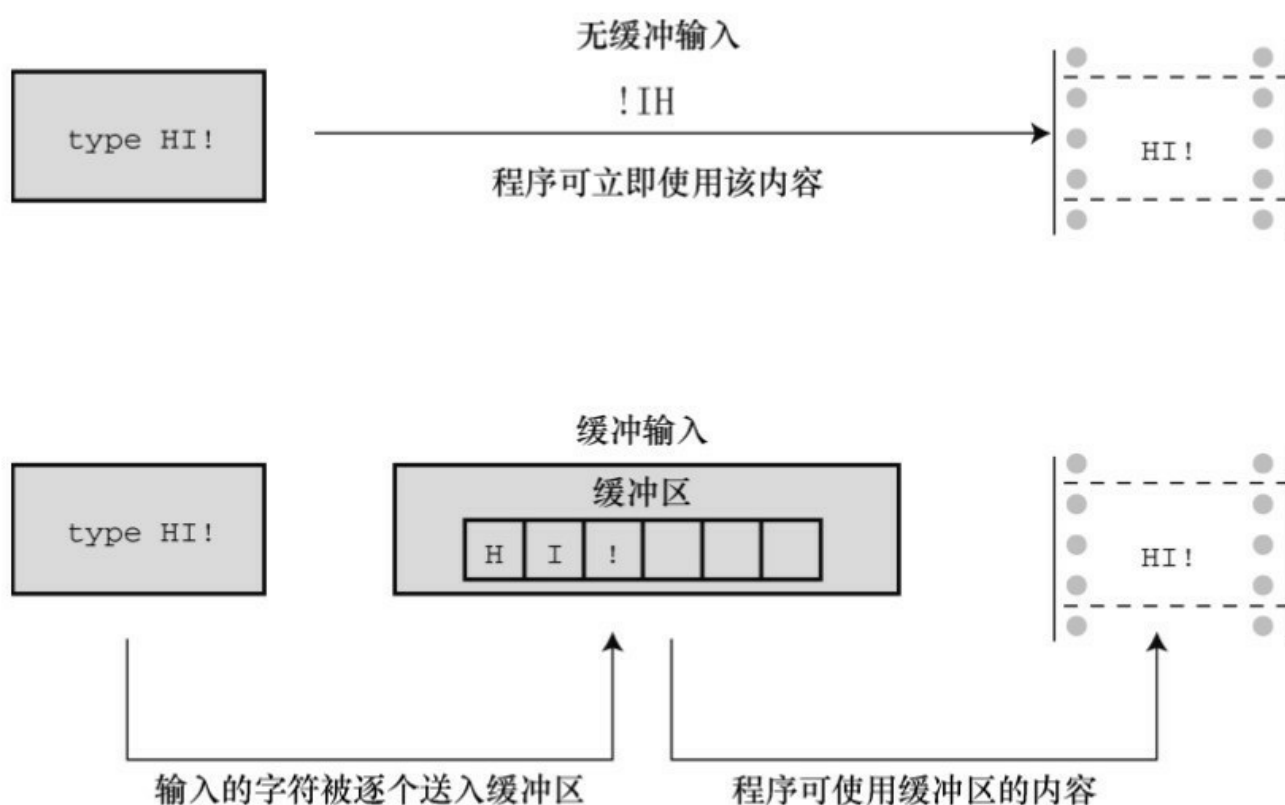 无缓冲输入
type HI!
!IH
HI!
程序可立即使用该内容
缓冲输入
type HI!
缓冲区
H I !
HI!
输入的字符被逐个送入缓冲区
程序可使用缓冲区的内容